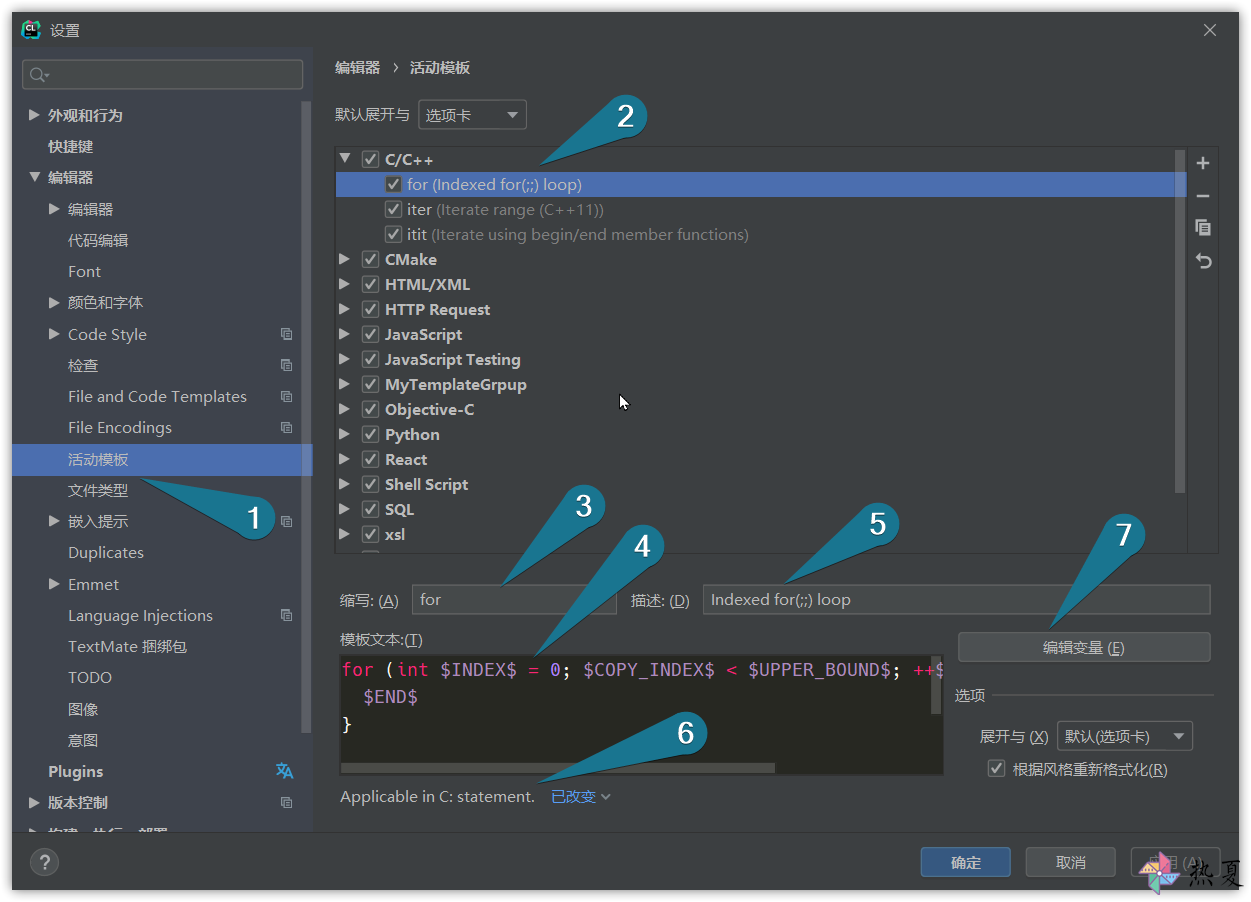 CL 设置
外观和行为
快捷键
编辑器
编辑器
代码编辑
Font
颜色和字体
Code Style
检查
File and Code Templates
File Encodings
活动模板
文件类型
嵌入提示
Duplicates
Emmet
Language Injections
TextMate 捆绑包
TODO
图像
意图
Plugins
版本控制
编辑器 › 活动模板
默认展开与 选项卡
C/C++
for (Indexed for(;;) loop)
iter (Iterate range (C++11))
itit (Iterate using begin/end member functions)
CMake
HTML/XML
HTTP Request
JavaScript
JavaScript Testing
MyTemplateGrpup
Objective-C
Python
React
Shell Script
SQL
xsl
1
2
3
4
5
6
7
缩写: (A) for 描述: (D) Indexed for(;;) loop
模板文本:(T)
for (int $INDEX$ = 0; $COPY_INDEX$ < $UPPER_BOUND$; ++$
$END$
}
编辑变量 (E)
选项
展开与 (X) 默认(选项卡)
根据风格重新格式化(R)
Applicable in C: statement. 已改变
? 确定 取消
热夏